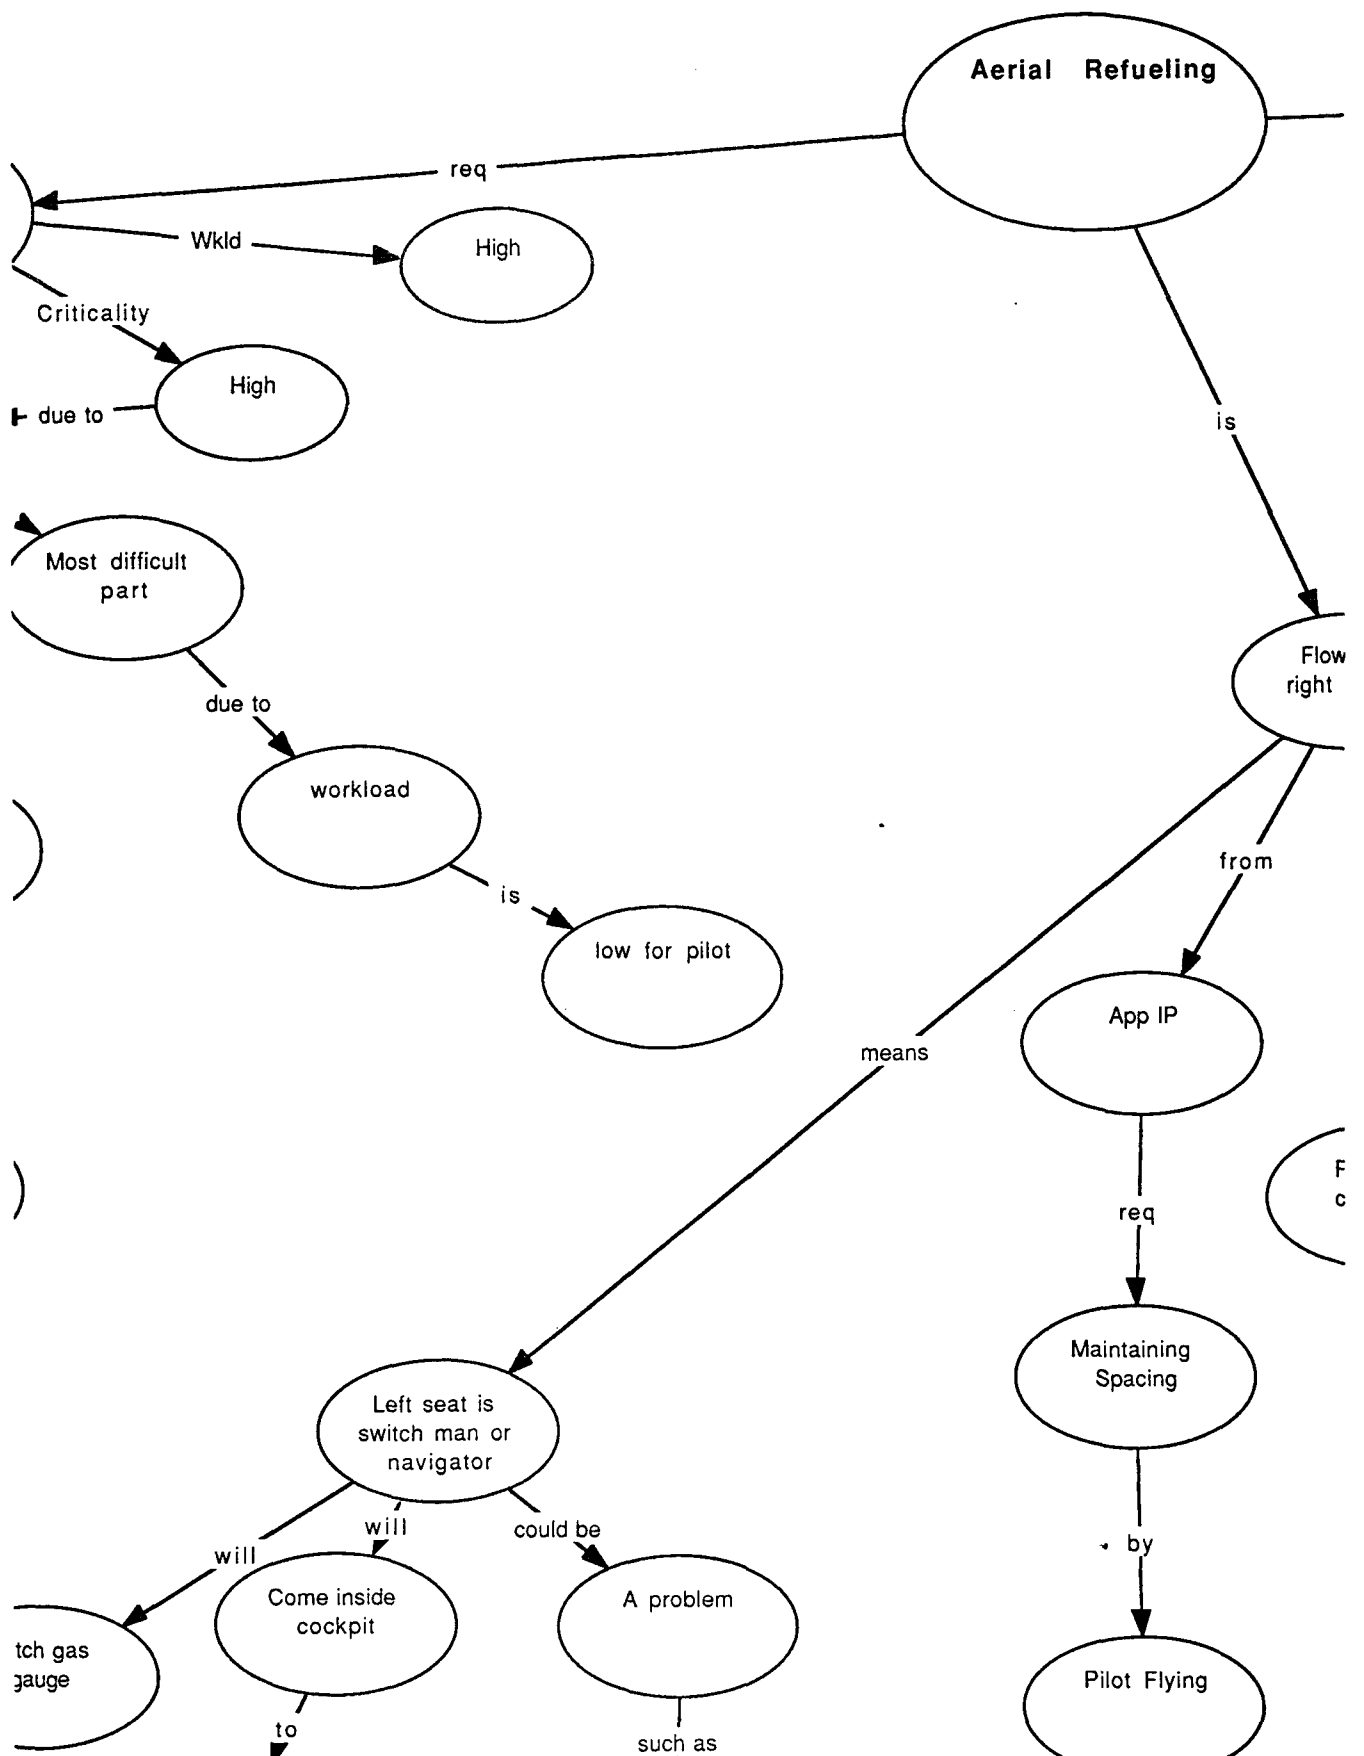 Aerial Refueling
req
Wkld
High
Criticality
High
due to
is
Most difficult
part
Flow
right
due to
workload
from
is
low for pilot
App IP
means
req
Maintaining
Spacing
Left seat is
switch man or
navigator
will
could be
by
will
Come inside
cockpit
A problem
tch gas
gauge
Pilot Flying
to
such as